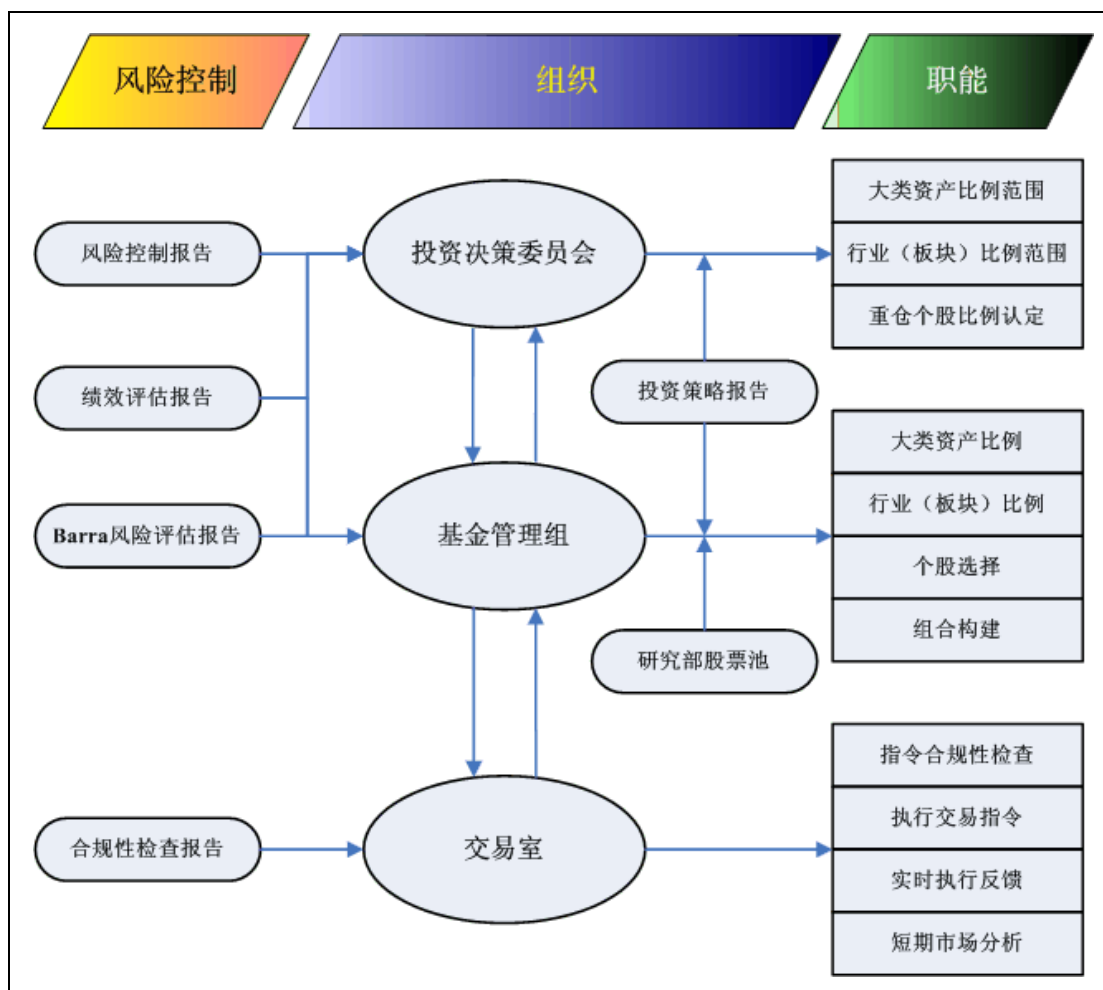 风险控制
组织
职能
大类资产比例范围
风险控制报告
投资决策委员会
行业（板块）比例范围
重仓个股比例认定
绩效评估报告
投资策略报告
大类资产比例
行业（板块）比例
Barra风险评估报告
基金管理组
个股选择
组合构建
研究部股票池
指令合规性检查
执行交易指令
合规性检查报告
交易室
实时执行反馈
短期市场分析